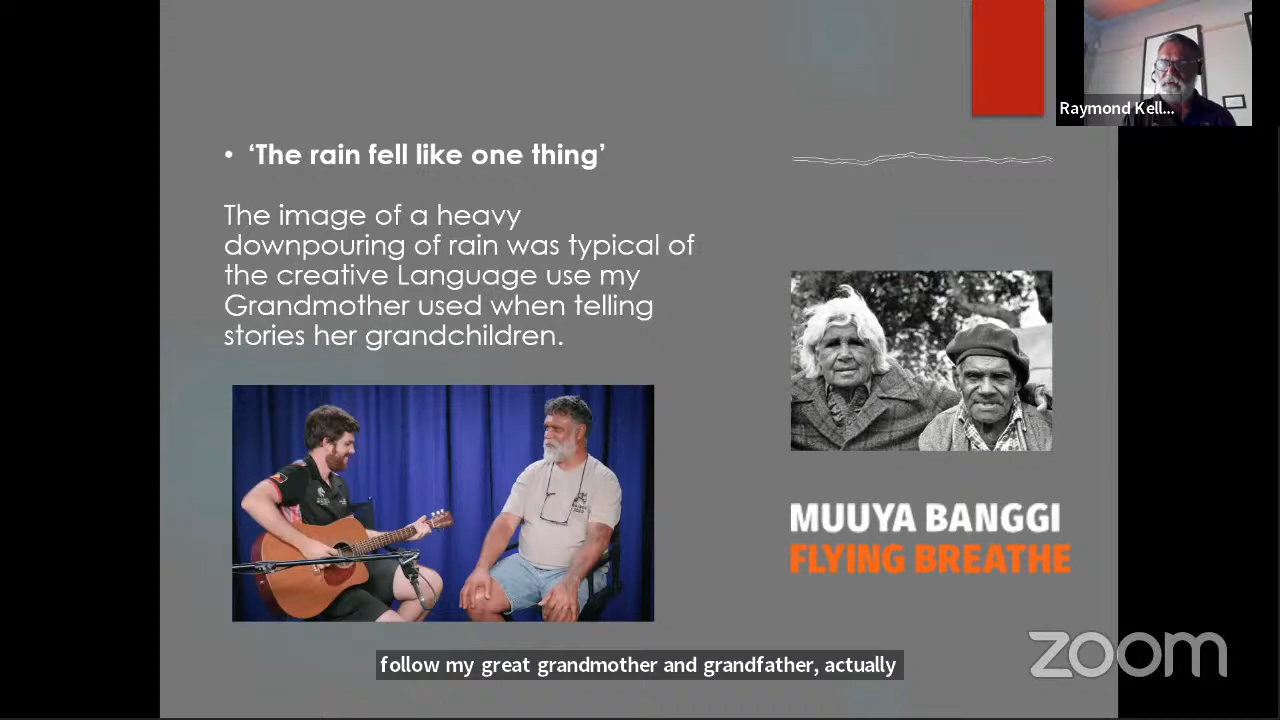 Raymond Kell...
• ‘The rain fell like one thing’
The image of a heavy
downpouring of rain was typical of
the creative Language use my
Grandmother used when telling
stories her grandchildren.
MUUYA BANGGI
FLYING BREATHE
follow my great grandmother and grandfather, actually
zoom